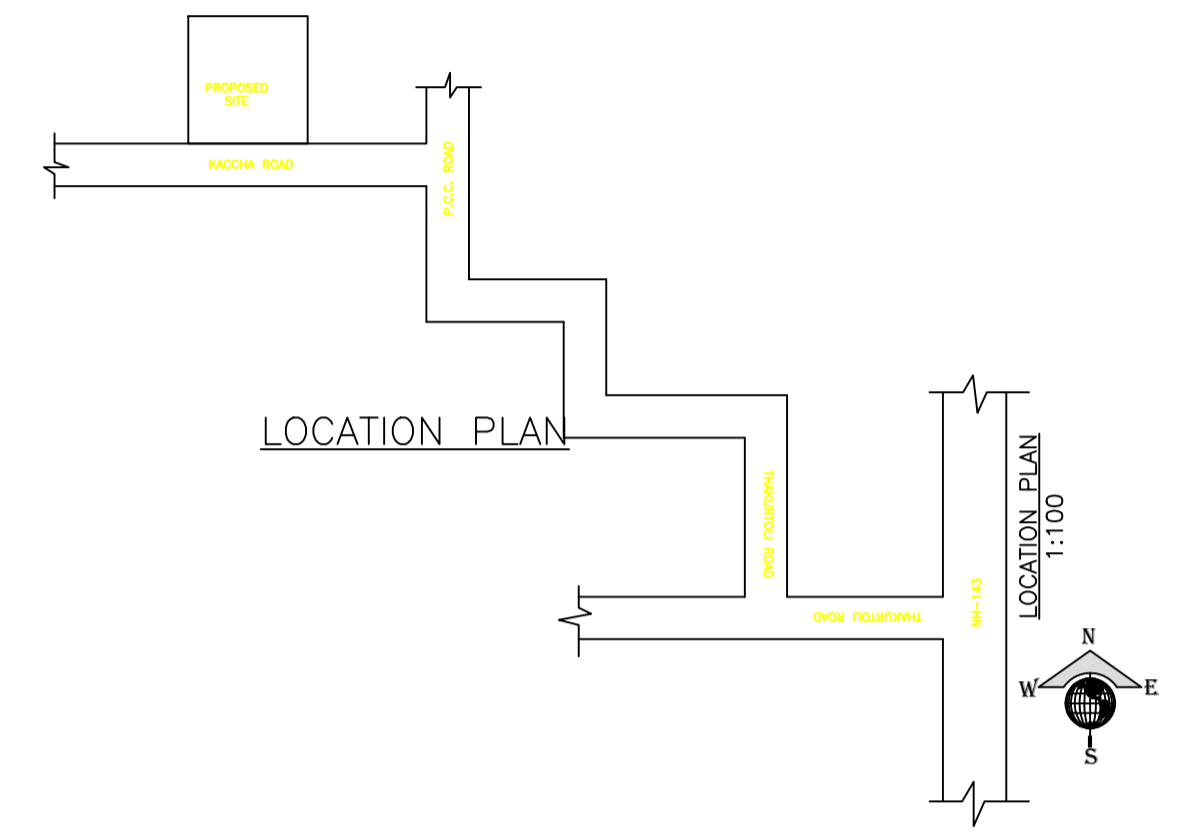 PROPOSED
SITE
KACCHA ROAD
P.C.C. ROAD
LOCATION PLAN
THAKURTOLI ROAD
THAKURTOLI ROAD
NH-143
LOCATION PLAN
1:100
N
W
E
S